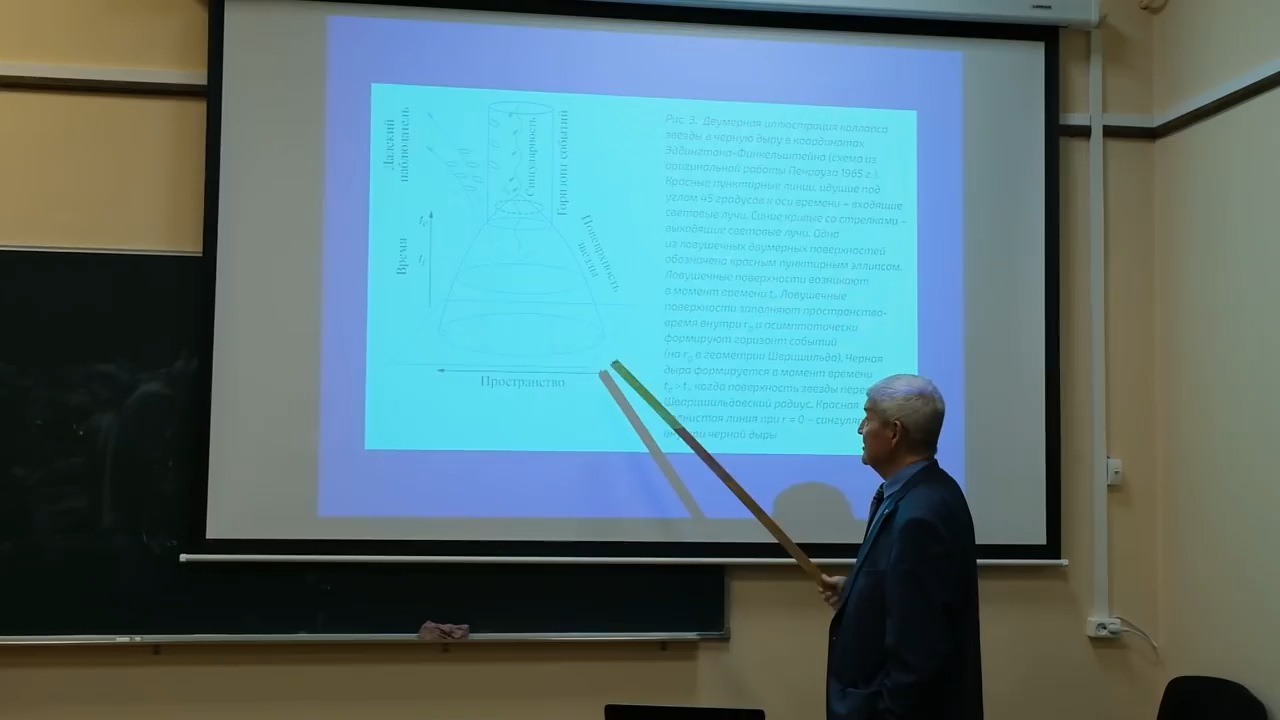 Далекий
наблюдатель
Сингулярность
Горизонт событий
Поверхность
звезды
Время
Пространство
Рис. 3. Двумерная иллюстрация коллапса
звезды в черную дыру в координатах
Эддингтона-Финкельштейна (схема из
оригинальной работы Пенроуза 1965 г.).
Красные пунктирные линии, идущие под
углом 45 градусов к оси времени – входящие
световые лучи. Синие кривые со стрелками –
выходящие световые лучи. Одна
из ловушечных двумерных поверхностей
обозначена красным пунктирным эллипсом.
Ловушечные поверхности возникают
в момент времени t. Ловушечные
поверхности заполняют пространство-
время внутри r и асимптотически
формируют горизонт событий
(на r в геометрии Шварцшильда). Черная
дыра формируется в момент времени
когда поверхность звезды
Шварцшильдовский радиус. Красная
линия при r = 0 –
черной дыры